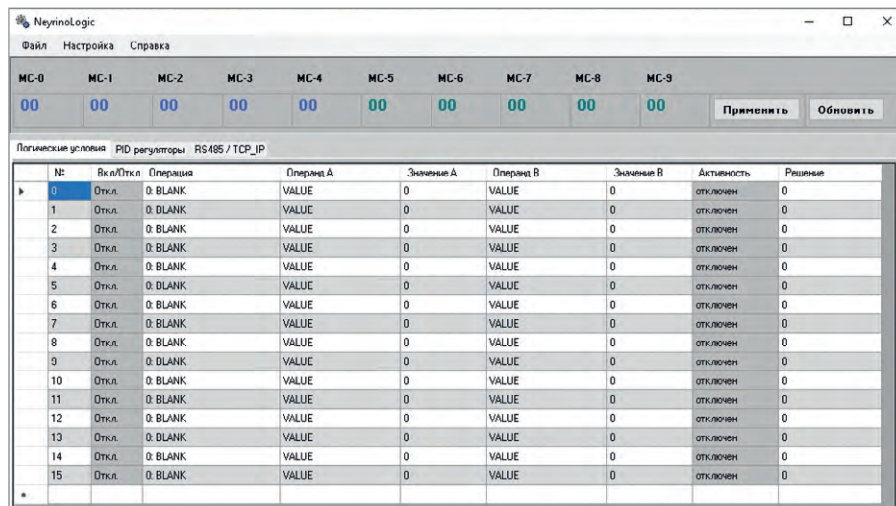 NeyrinoLogic
Файл Настройка Справка
МС-0 МС-1 МС-2 МС-3 МС-4 МС-5 МС-6 МС-7 МС-8 МС-9
00 00 00 00 00 00 00 00 00 00 Применить Обновить
Логические условия PID регуляторы RS485 / TCP_IP
№ Вкл/Откл Операция Операнд А Значение А Операнд В Значение В Активность Решение
0 Откл. 0: BLANK VALUE 0 VALUE 0 отключен 0
1 Откл. 0: BLANK VALUE 0 VALUE 0 отключен 0
2 Откл. 0: BLANK VALUE 0 VALUE 0 отключен 0
3 Откл. 0: BLANK VALUE 0 VALUE 0 отключен 0
4 Откл. 0: BLANK VALUE 0 VALUE 0 отключен 0
5 Откл. 0: BLANK VALUE 0 VALUE 0 отключен 0
6 Откл. 0: BLANK VALUE 0 VALUE 0 отключен 0
7 Откл. 0: BLANK VALUE 0 VALUE 0 отключен 0
8 Откл. 0: BLANK VALUE 0 VALUE 0 отключен 0
9 Откл. 0: BLANK VALUE 0 VALUE 0 отключен 0
10 Откл. 0: BLANK VALUE 0 VALUE 0 отключен 0
11 Откл. 0: BLANK VALUE 0 VALUE 0 отключен 0
12 Откл. 0: BLANK VALUE 0 VALUE 0 отключен 0
13 Откл. 0: BLANK VALUE 0 VALUE 0 отключен 0
14 Откл. 0: BLANK VALUE 0 VALUE 0 отключен 0
15 Откл. 0: BLANK VALUE 0 VALUE 0 отключен 0